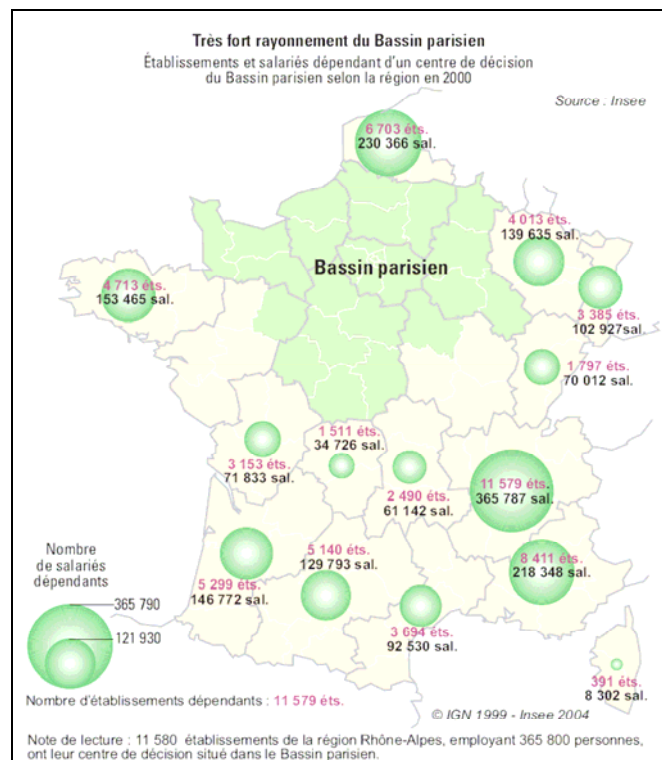 Très fort rayonnement du Bassin parisien
Établissements et salariés dépendant d'un centre de décision
du Bassin parisien selon la région en 2000
Source : Insee
6 703 éts.
230 366 sal.
4 013 éts.
139 635 sal.
Bassin parisien
4 713 éts.
153 465 sal.
3 385 éts.
102 927sal.
1 797 éts.
70 012 sal.
1 511 éts.
34 726 sal.
3 153 éts.
71 833 sal.
2 490 éts.
61 142 sal.
11 579 éts.
365 787 sal.
5 140 éts.
129 793 sal.
8 411 éts.
218 348 sal.
5 299 éts.
146 772 sal.
3 694 éts.
92 530 sal.
391 éts.
8 302 sal.
Nombre
de salariés
dépendants
365 790
121 930
Nombre d'établissements dépendants : 11 579 éts.
© IGN 1999 - Insee 2004
Note de lecture : 11 580 établissements de la région Rhône-Alpes, employant 365 800 personnes,
ont leur centre de décision situé dans le Bassin parisien.